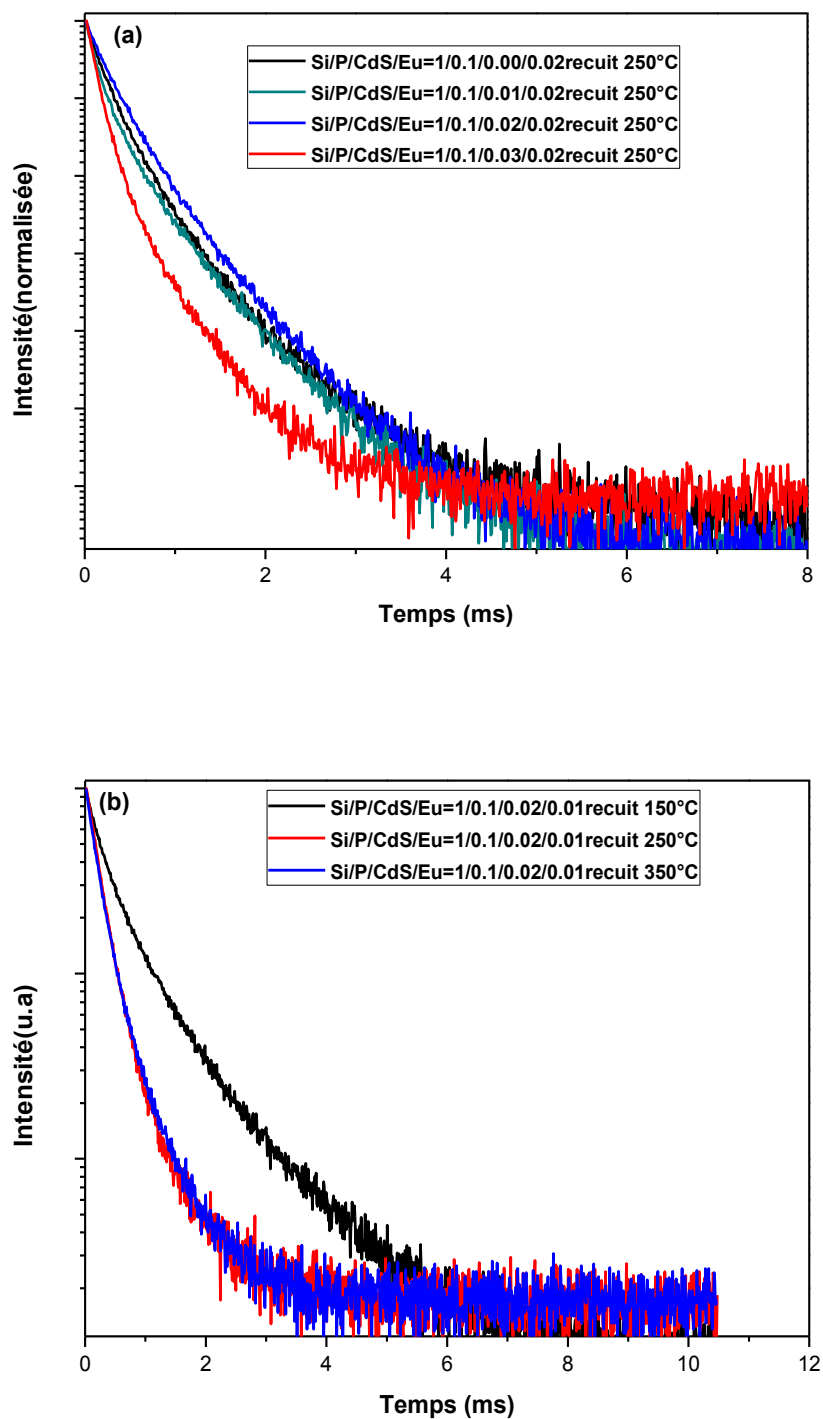 (a)
Si/P/CdS/Eu=1/0.1/0.00/0.02recuit 250°C
Si/P/CdS/Eu=1/0.1/0.01/0.02recuit 250°C
Si/P/CdS/Eu=1/0.1/0.02/0.02recuit 250°C
Si/P/CdS/Eu=1/0.1/0.03/0.02recuit 250°C
Intensité(normalisée)
0 2 4 6 8
Temps (ms)
(b)
Si/P/CdS/Eu=1/0.1/0.02/0.01recuit 150°C
Si/P/CdS/Eu=1/0.1/0.02/0.01recuit 250°C
Si/P/CdS/Eu=1/0.1/0.02/0.01recuit 350°C
Intensité(u.a)
0 2 4 6 8 10 12
Temps (ms)